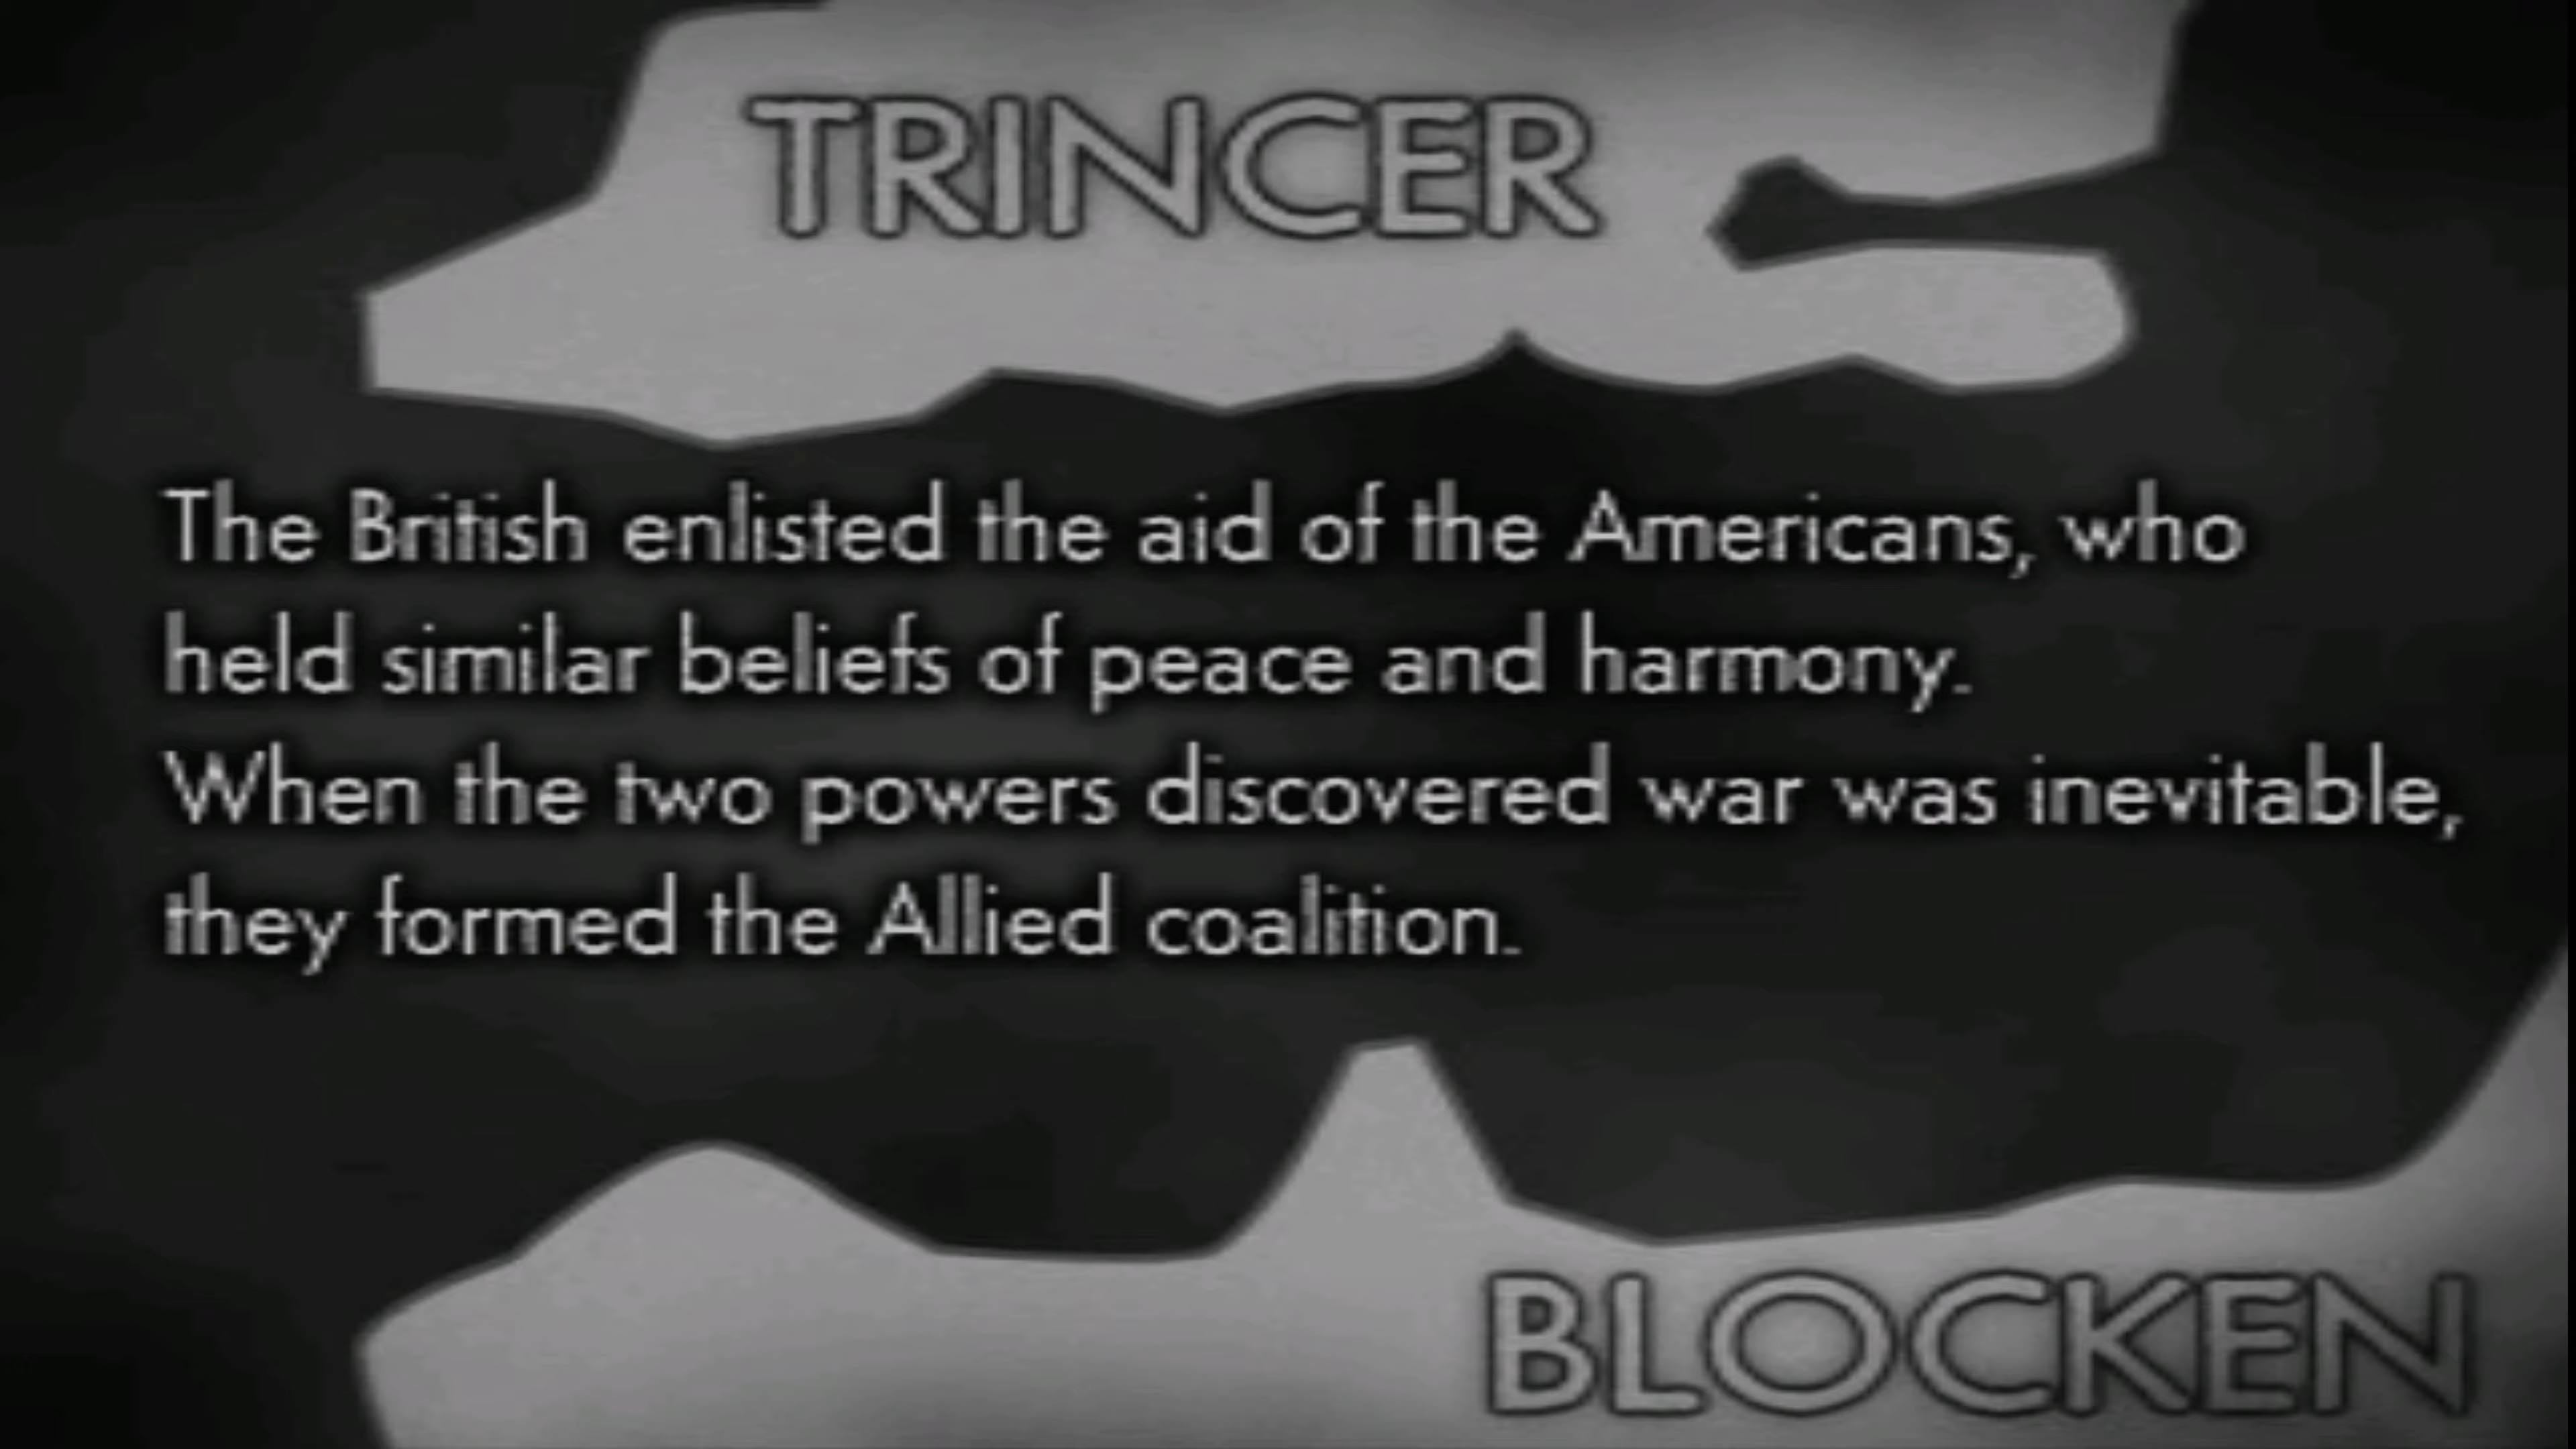 TRINCER
The British enlisted the aid of the Americans, who
held similar beliefs of peace and harmony.
When the two powers discovered war was inevitable,
they formed the Allied coalition.
BLOCKEN